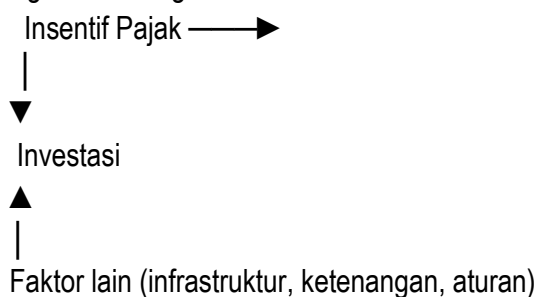 Insentif Pajak
Investasi
Faktor lain (infrastruktur, ketenangan, aturan)